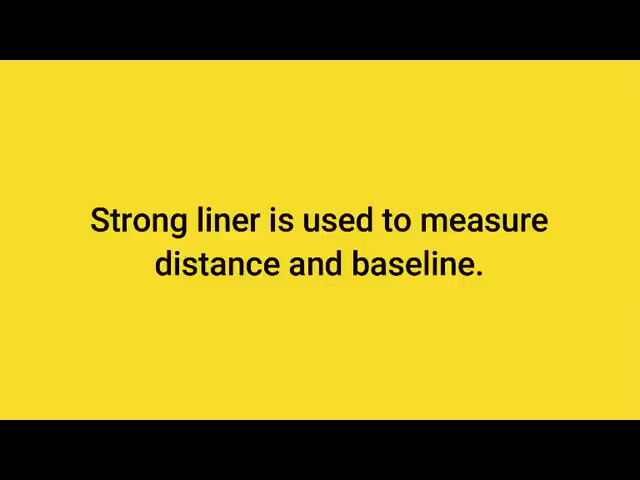 Strong liner is used to measure
distance and baseline.